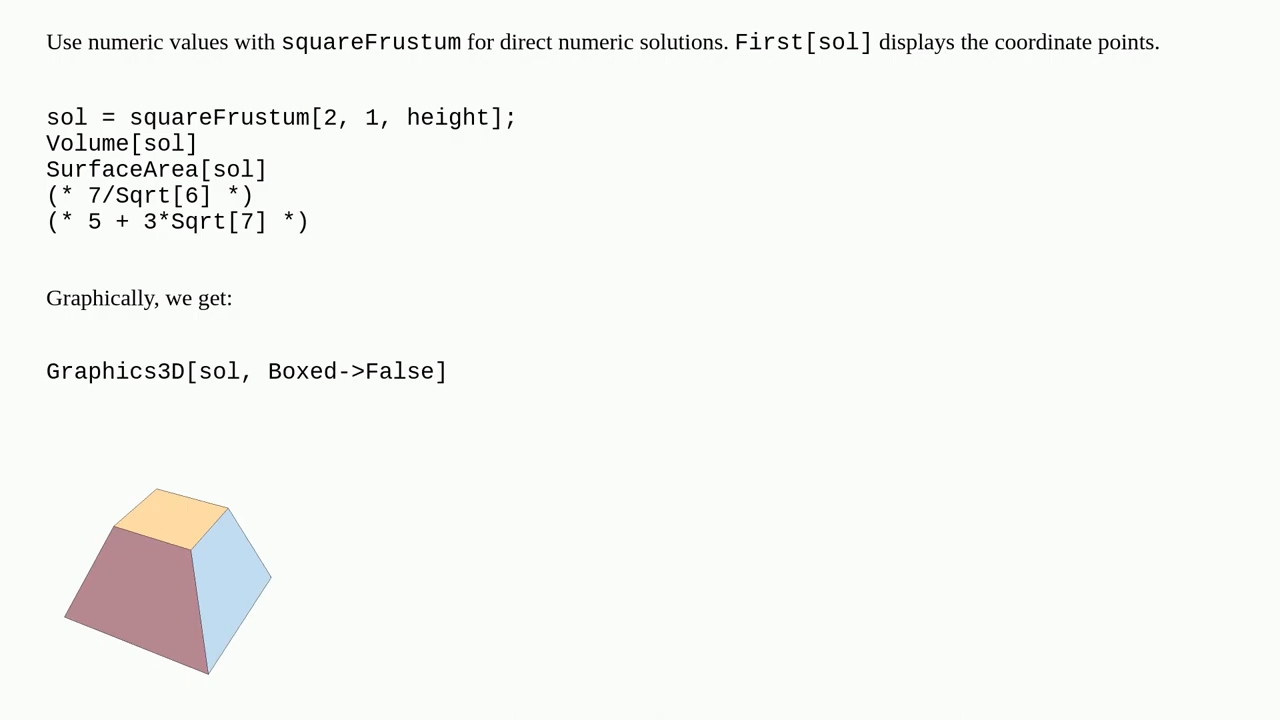 Use numeric values with squareFrustum for direct numeric solutions. First[sol] displays the coordinate points.
sol = squareFrustum[2, 1, height];
Volume[sol]
SurfaceArea[sol]
(* 7/Sqrt[6] *)
(* 5 + 3*Sqrt[7] *)
Graphically, we get:
Graphics3D[sol, Boxed->False]